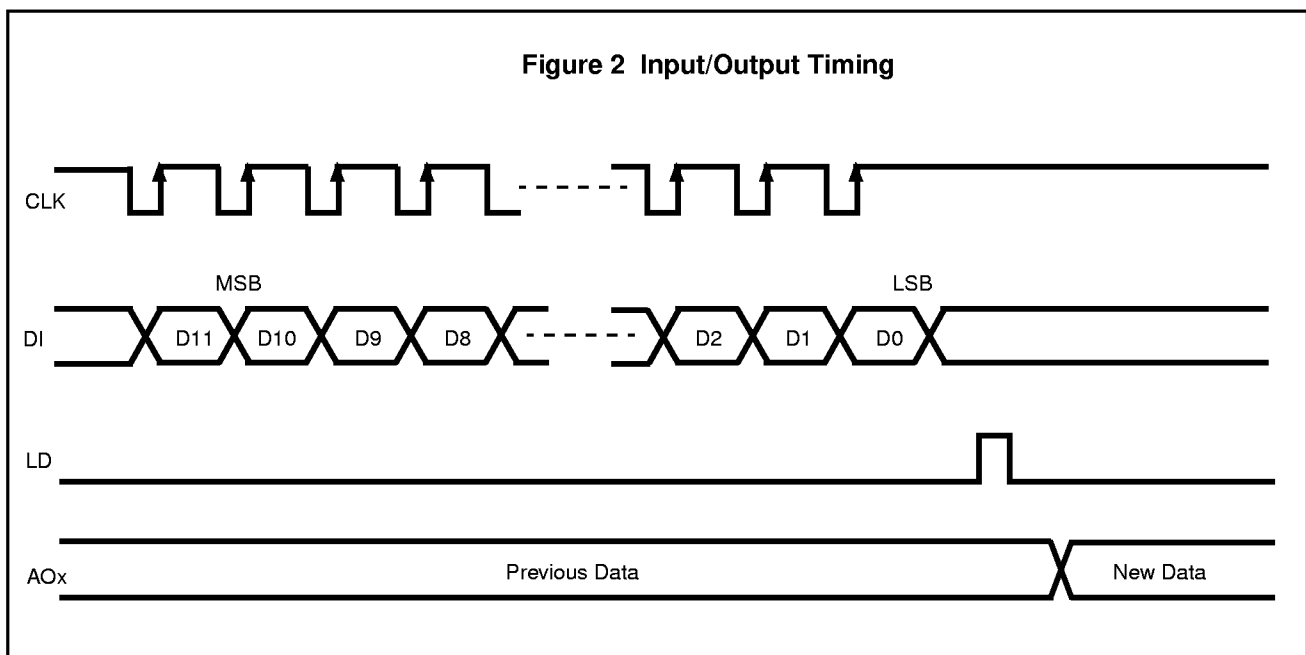 Figure 2 Input/Output Timing
CLK
MSB LSB
DI D11 D10 D9 D8 D2 D1 D0
LD
AOx Previous Data New Data